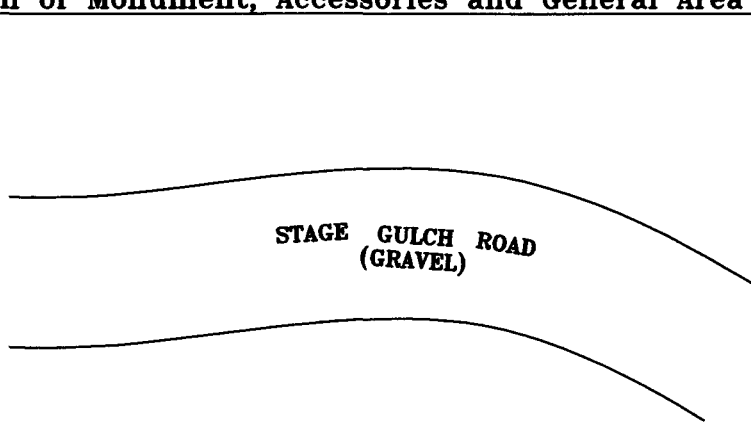 of Monument, Accessories and General Area
STAGE GULCH ROAD
(GRAVEL)